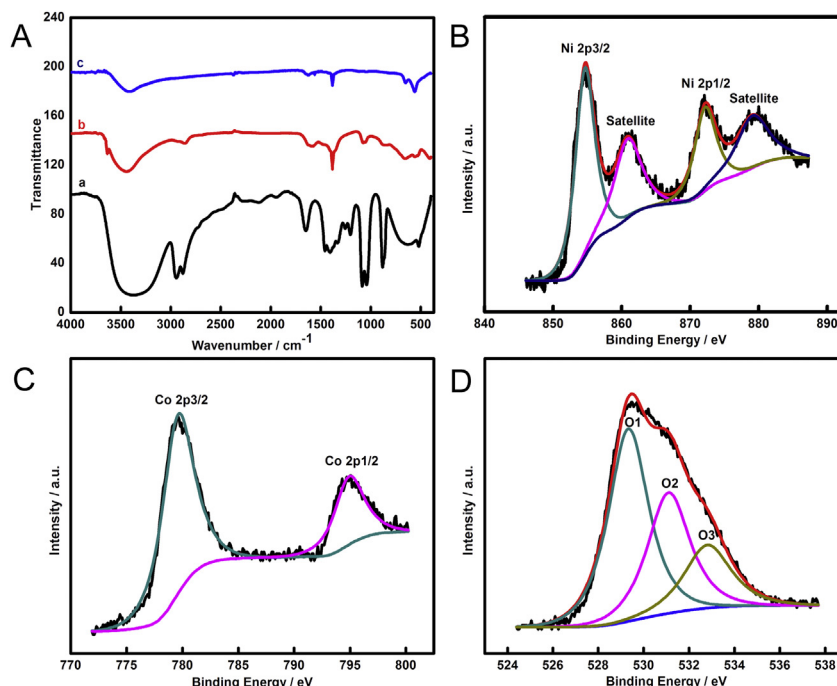 A
240
200
160
120
80
40
0
Transmittance
c
b
a
4000 3500 3000 2500 2000 1500 1000 500
Wavenumber / cm-1
B
Ni 2p3/2
Satellite
Ni 2p1/2
Satellite
Intensity / a.u.
840 850 860 870 880 890
Binding Energy / eV
C
Co 2p3/2
Co 2p1/2
Intensity / a.u.
770 775 780 785 790 795 800
Binding Energy / eV
D
O1
O2
O3
Intensity / a.u.
524 526 528 530 532 534 536 538
Binding Energy / eV